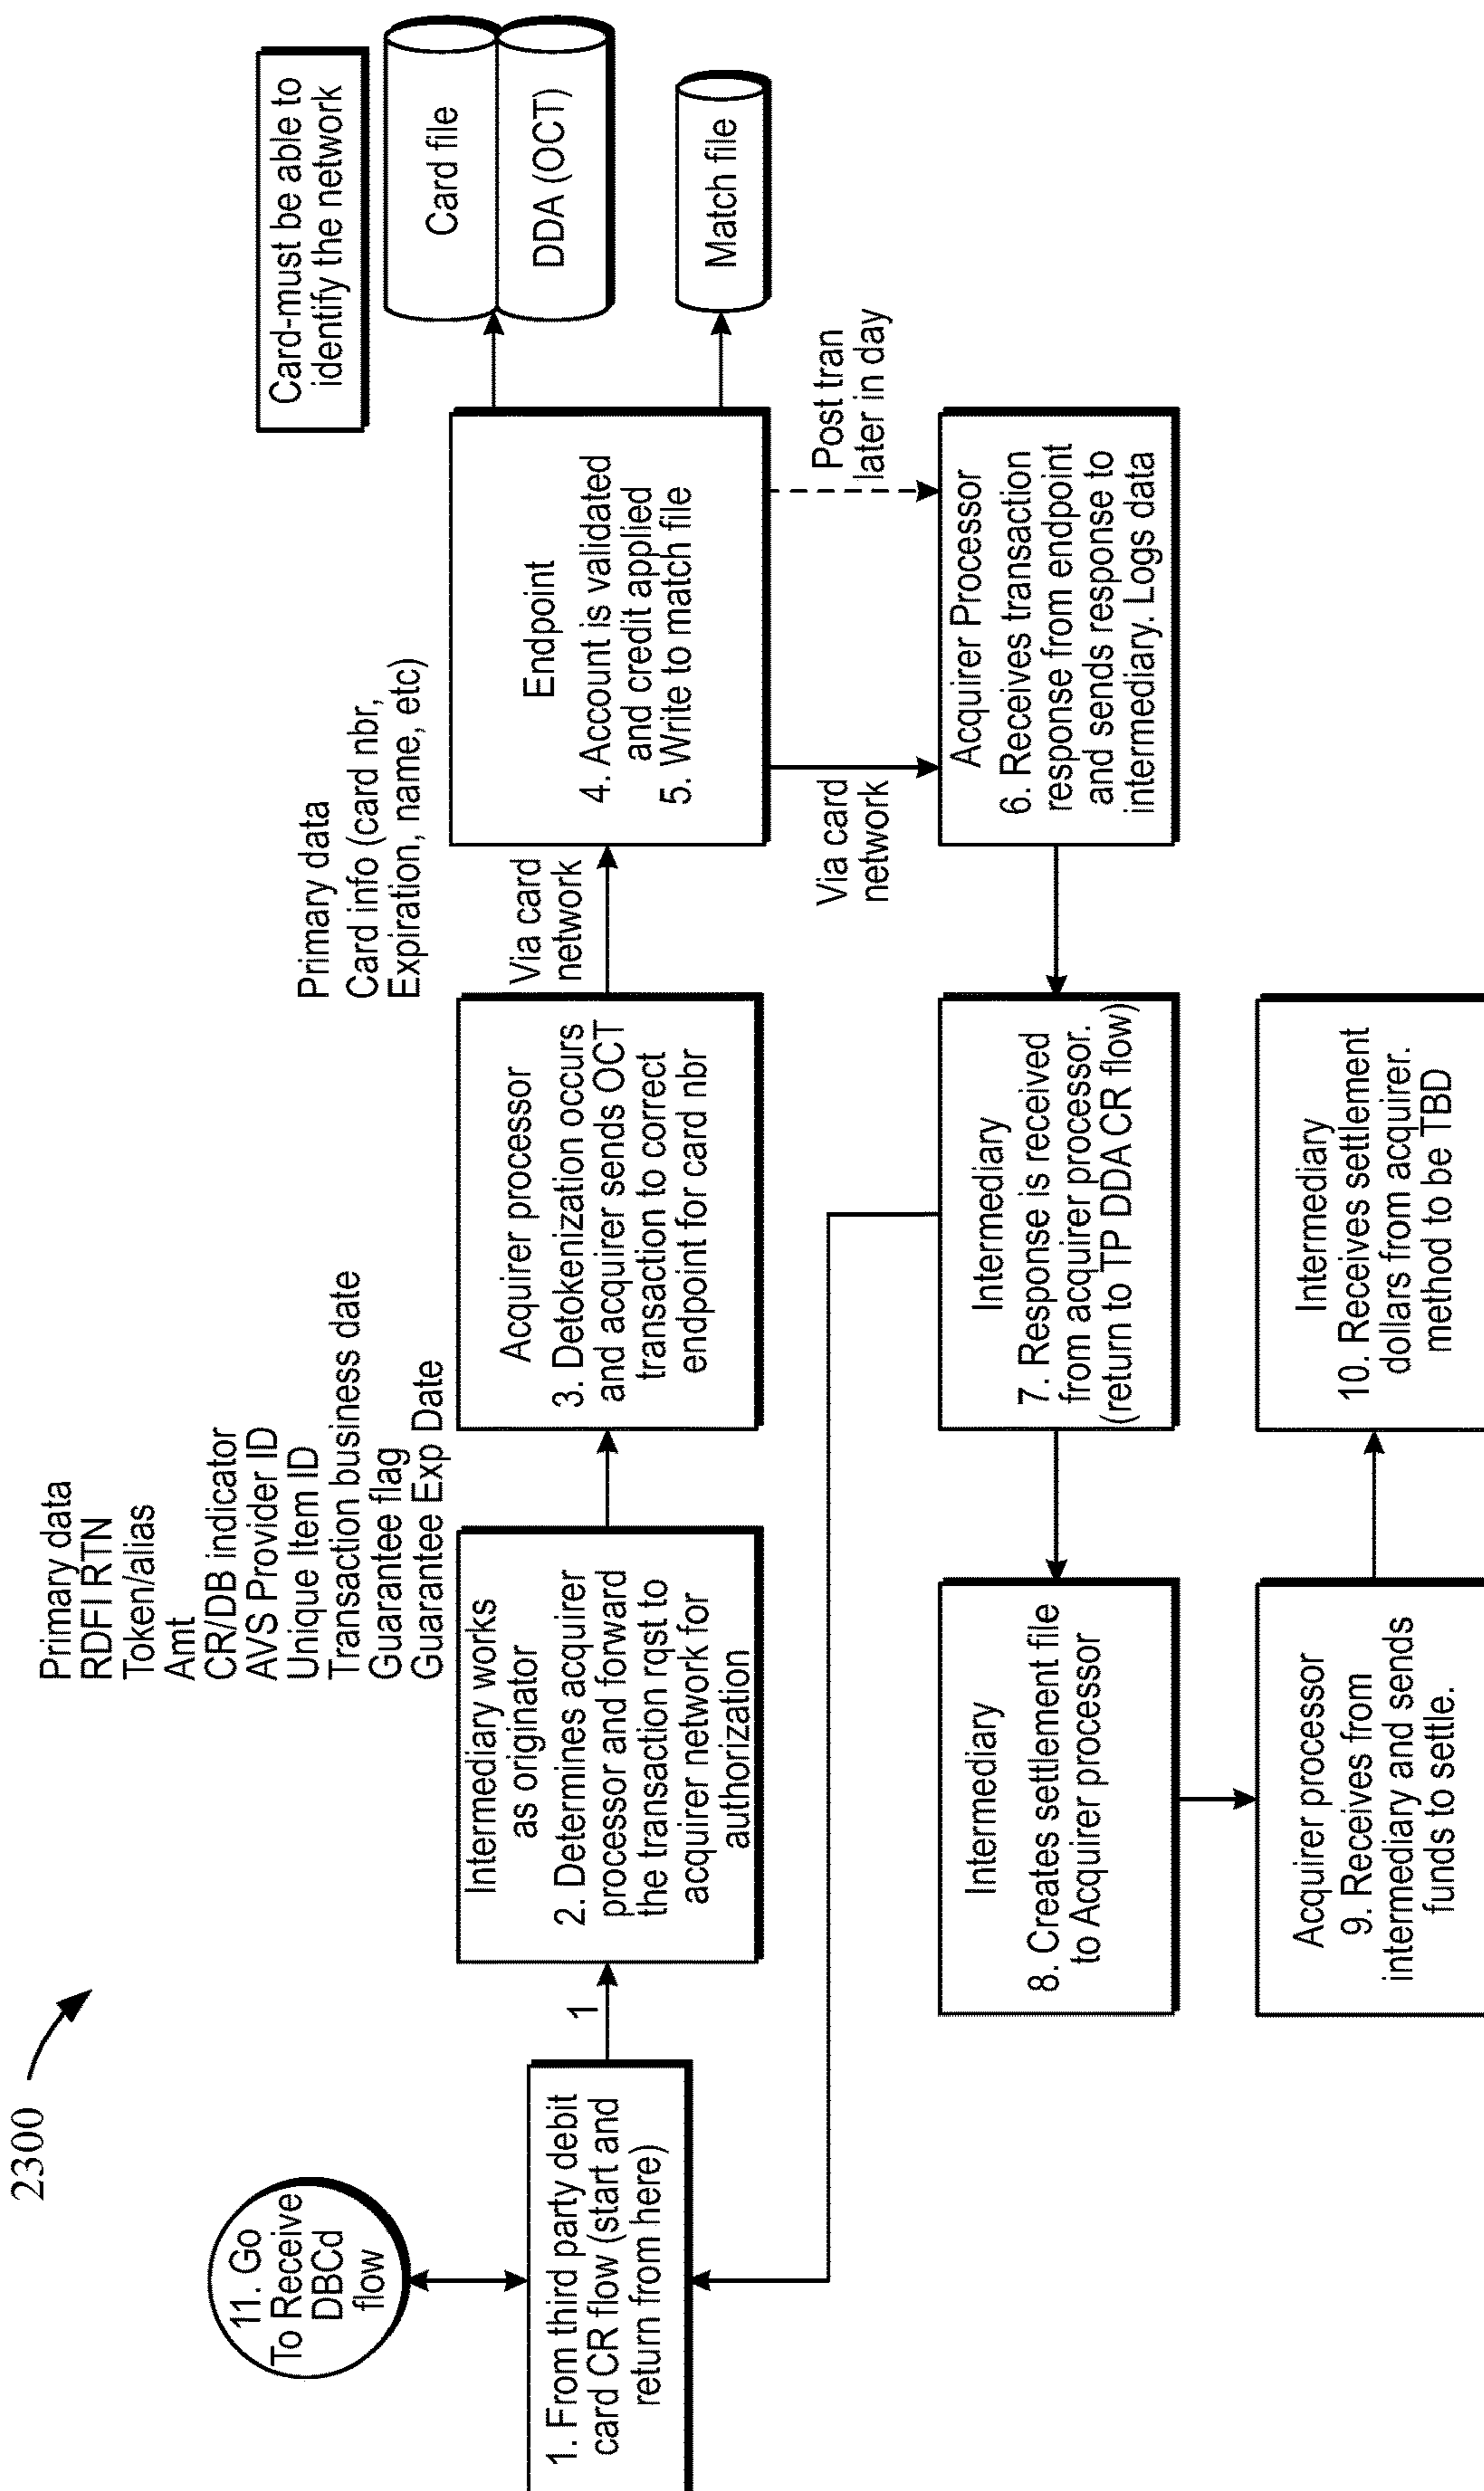 2300
11. Go
To Receive
DBCd
flow
1. From third party debit
card CR flow (start and
return from here)
1
Primary data
RDFI RTN
Token/alias
Amt
CR/DB indicator
AVS Provider ID
Unique Item ID
Transaction business date
Guarantee flag
Guarantee Exp Date
Intermediary works
as originator
2. Determines acquirer
processor and forward
the transaction rqst to
acquirer network for
authorization
Acquirer processor
3. Detokenization occurs
and acquirer sends OCT
transaction to correct
endpoint for card nbr
Primary data
Card info (card nbr,
Expiration, name, etc)
Via card
network
Endpoint
4. Account is validated
and credit applied
5. Write to match file
Card-must be able to
identify the network
Card file
DDA (OCT)
Match file
Via card
network
Post tran
later in day
Acquirer Processor
6. Receives transaction
response from endpoint
and sends response to
intermediary. Logs data
Intermediary
7. Response is received
from acquirer processor.
(return to TP DDA CR flow)
Intermediary
8. Creates settlement file
to Acquirer processor
Acquirer processor
9. Receives from
intermediary and sends
funds to settle.
Intermediary
10. Receives settlement
dollars from acquirer.
method to be TBD